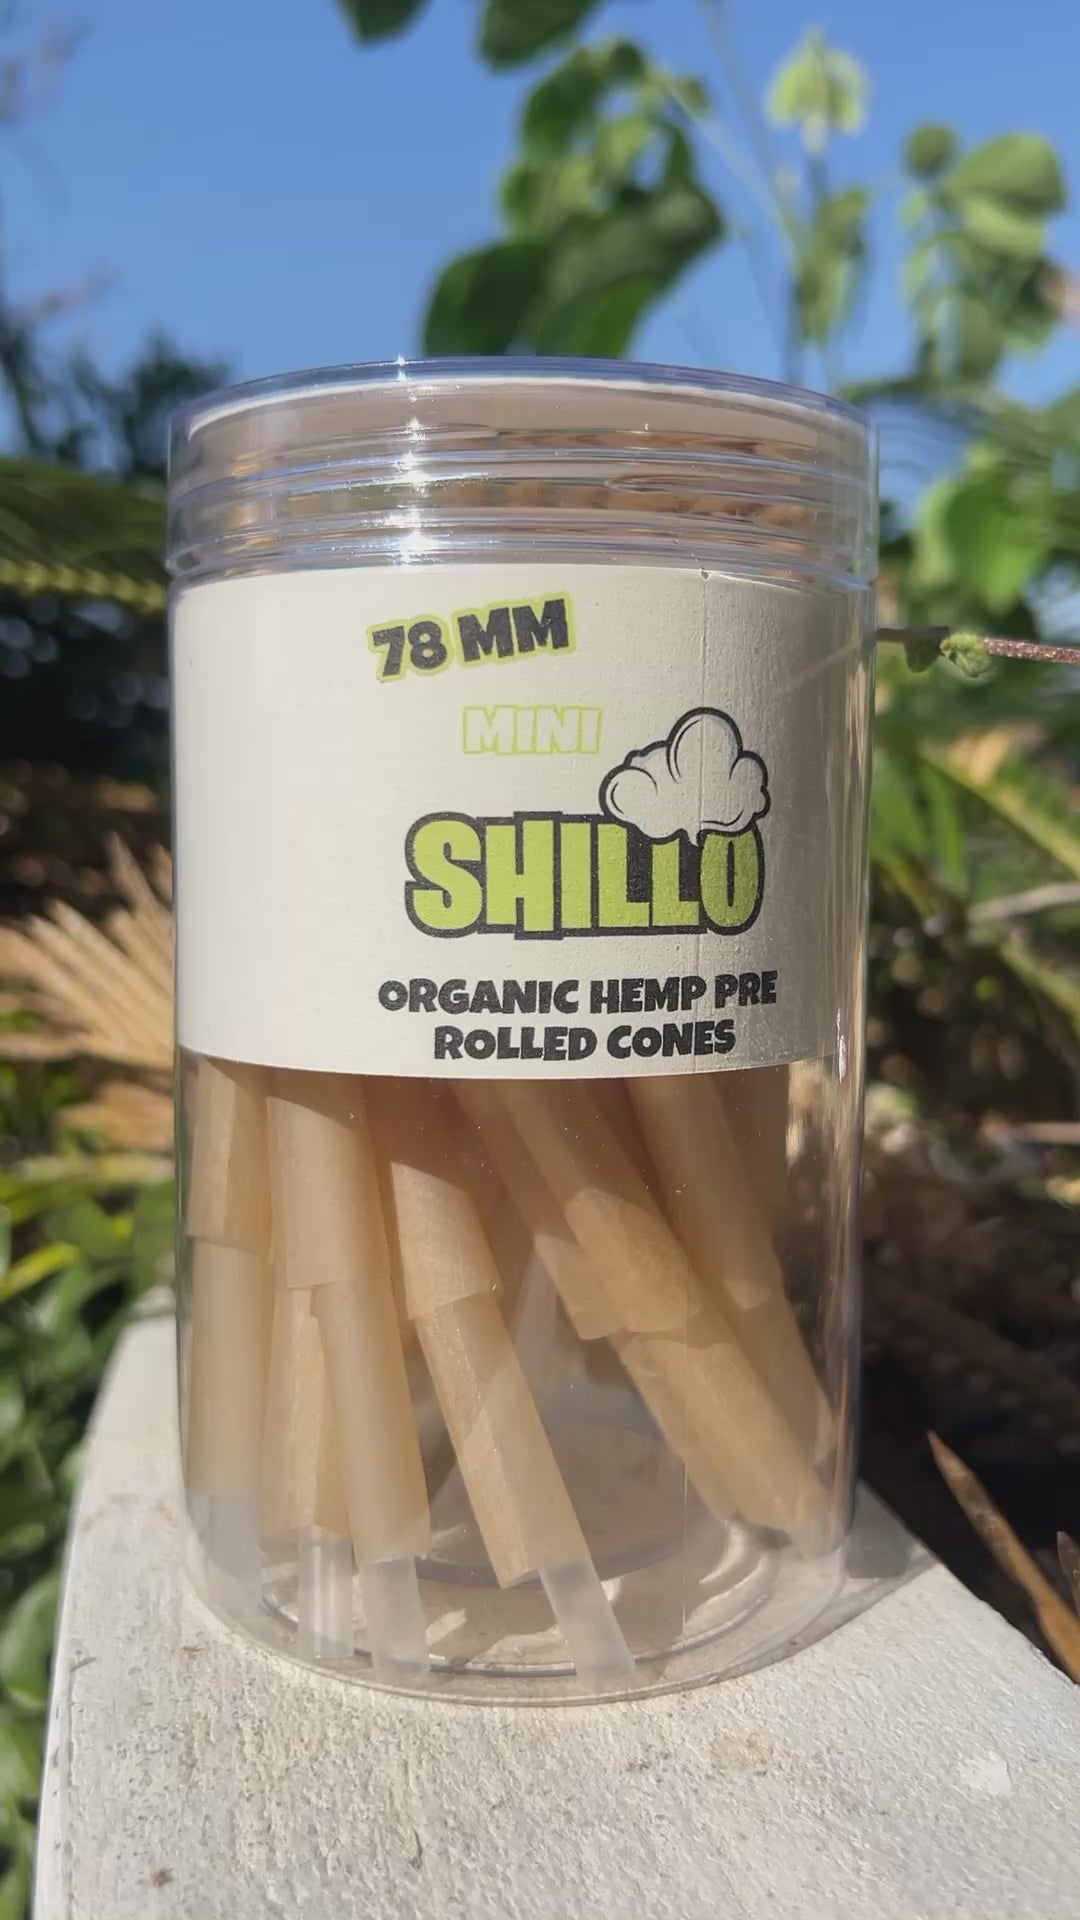 78 MM
MINI
SHILLO
ORGANIC HEMP PRE
ROLLED CONES